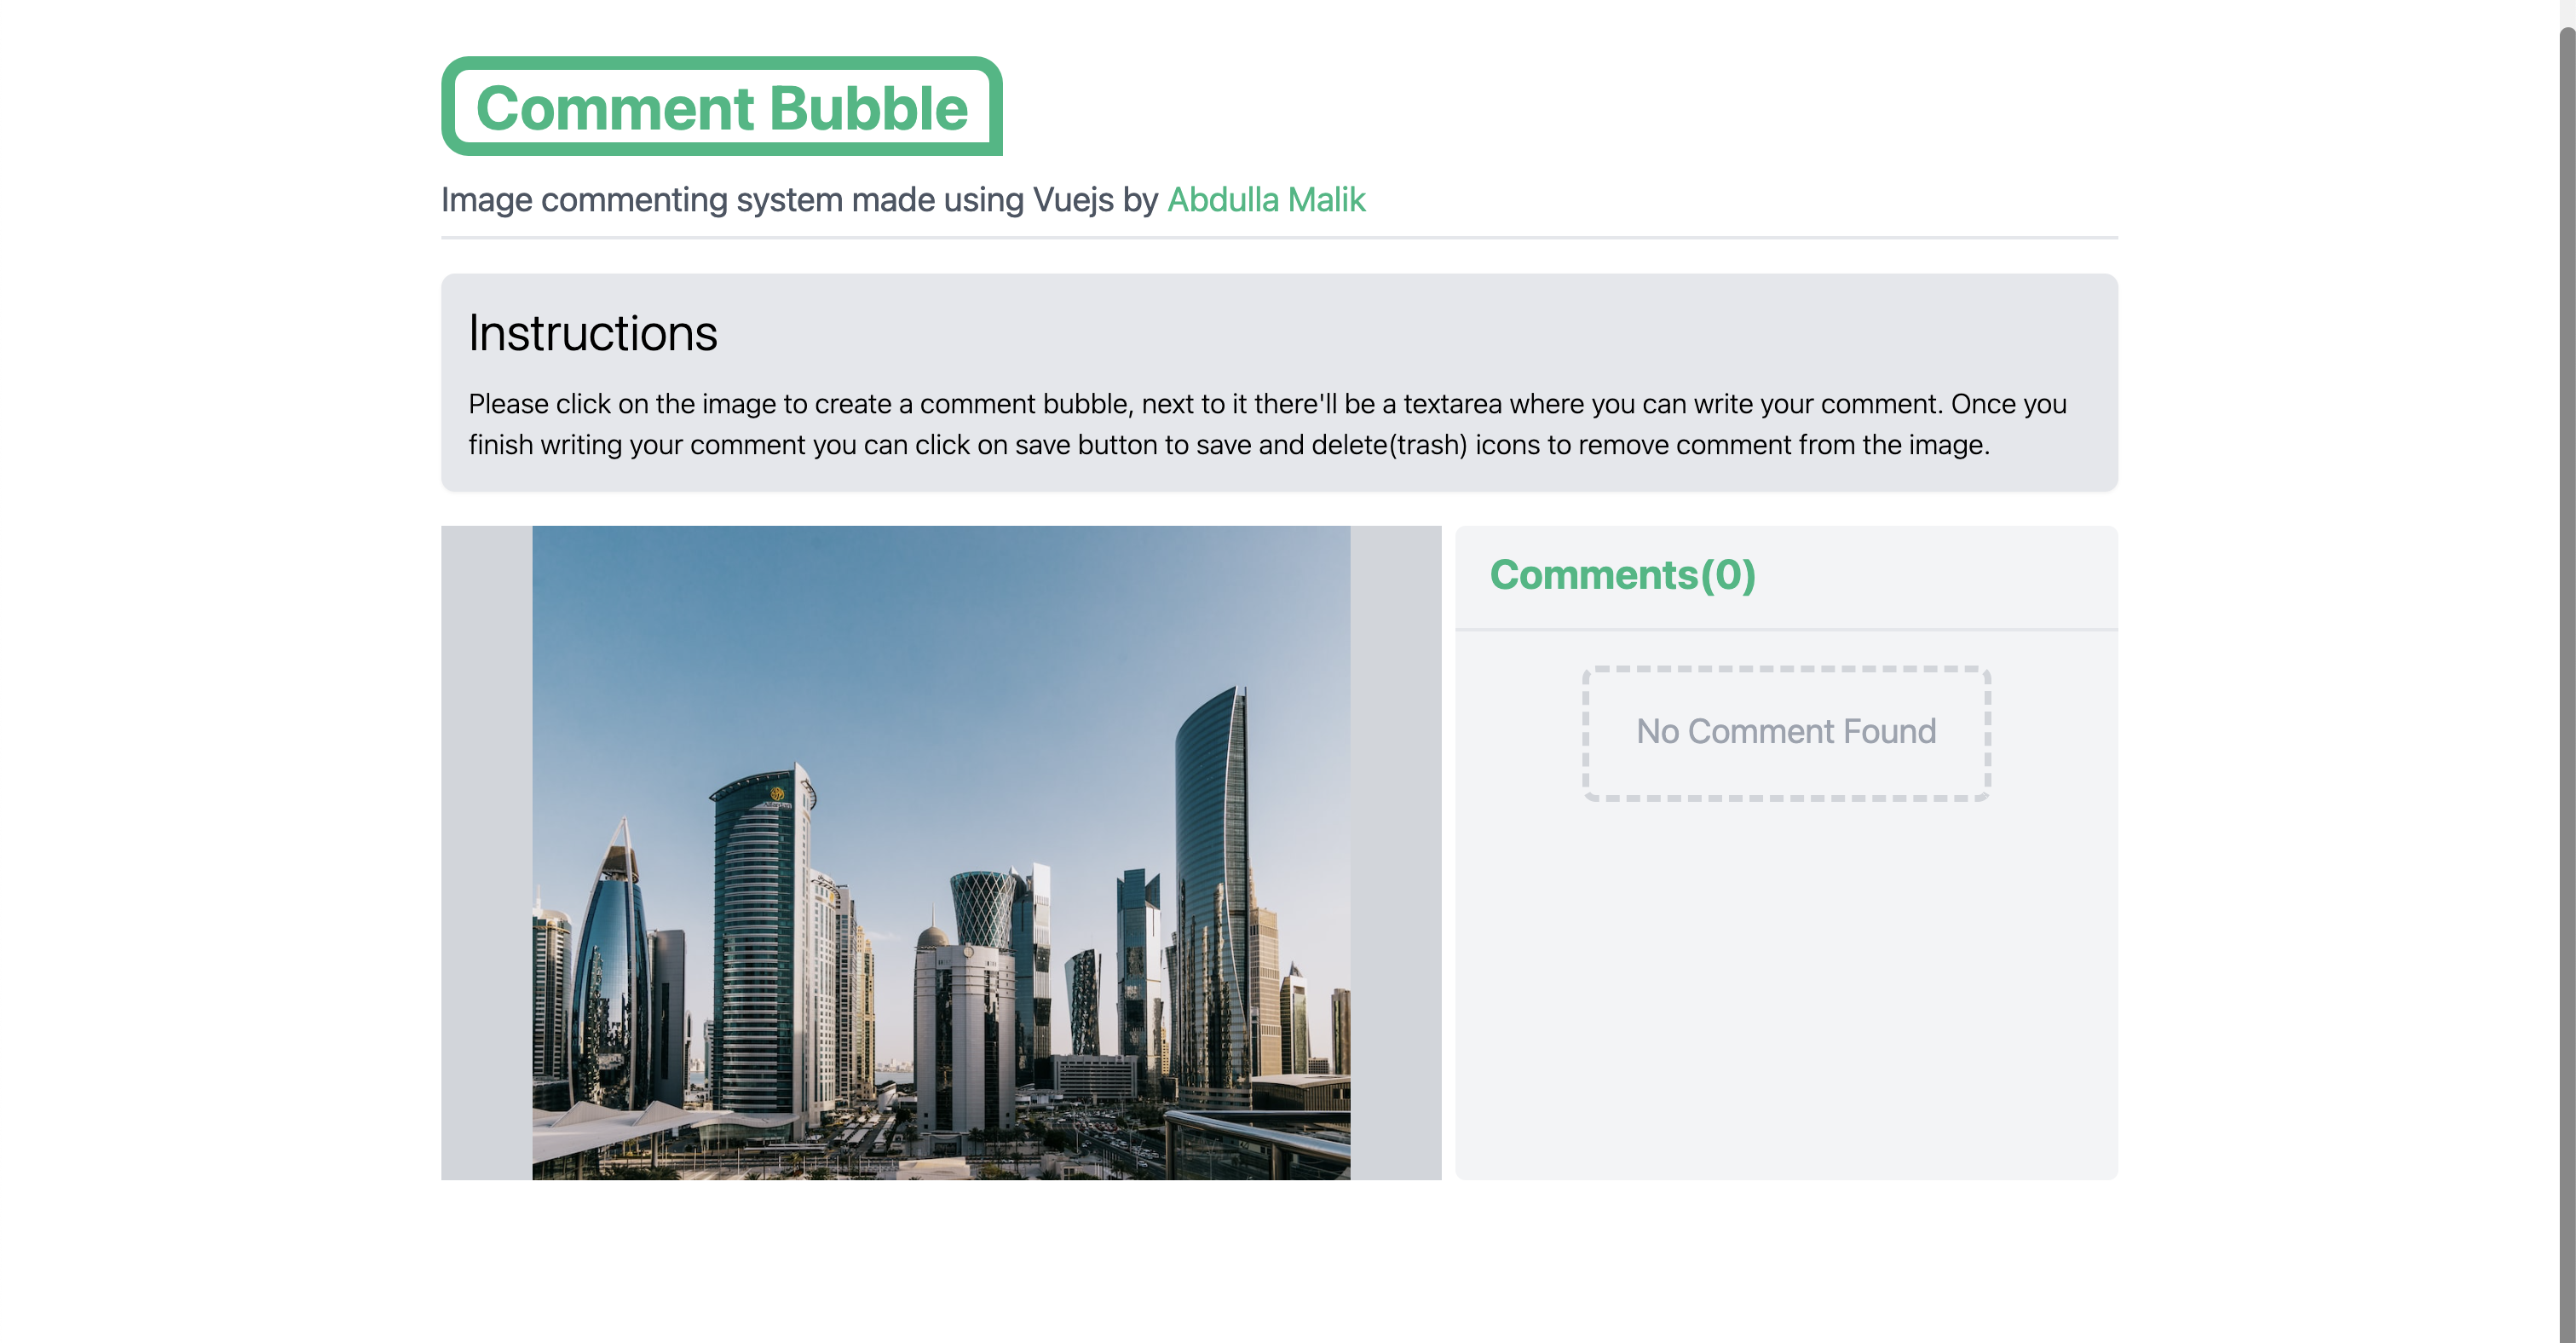 Comment Bubble
Image commenting system made using Vuejs by Abdulla Malik
Instructions
Please click on the image to create a comment bubble, next to it there'll be a textarea where you can write your comment. Once you
finish writing your comment you can click on save button to save and delete(trash) icons to remove comment from the image.
Comments(0)
No Comment Found